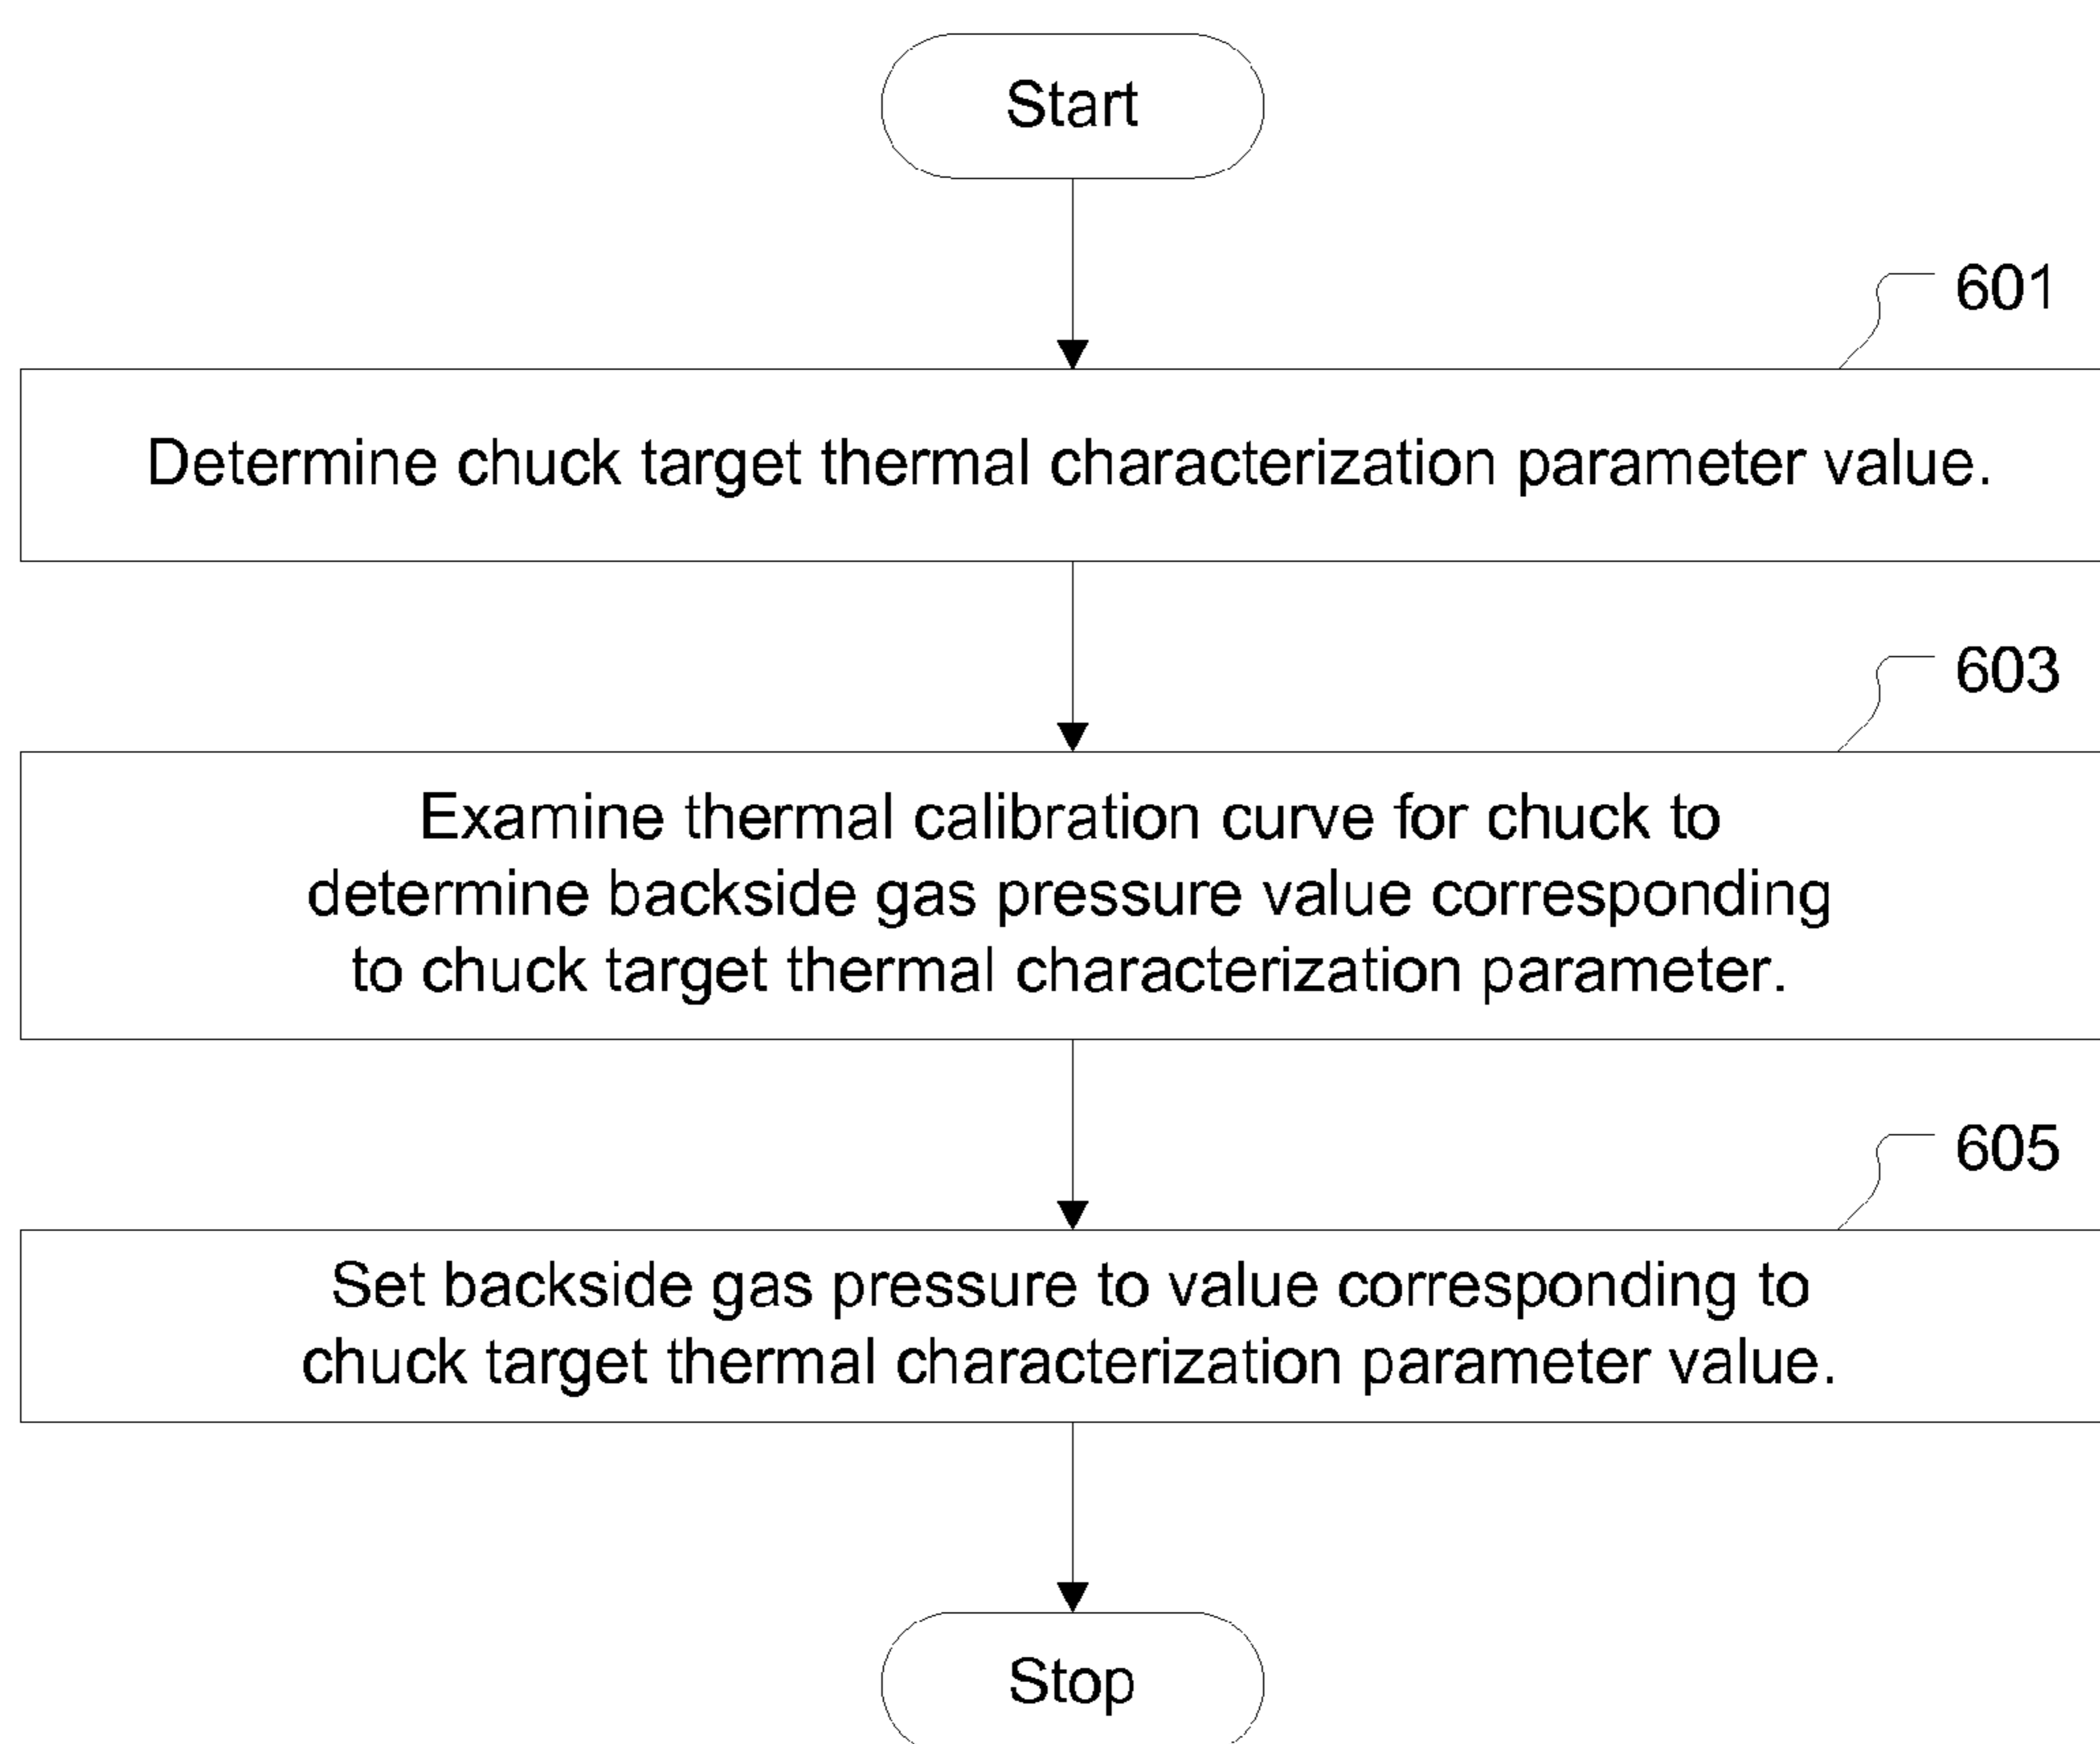 Start
601
Determine chuck target thermal characterization parameter value.
603
Examine thermal calibration curve for chuck to
determine backside gas pressure value corresponding
to chuck target thermal characterization parameter.
605
Set backside gas pressure to value corresponding to
chuck target thermal characterization parameter value.
Stop